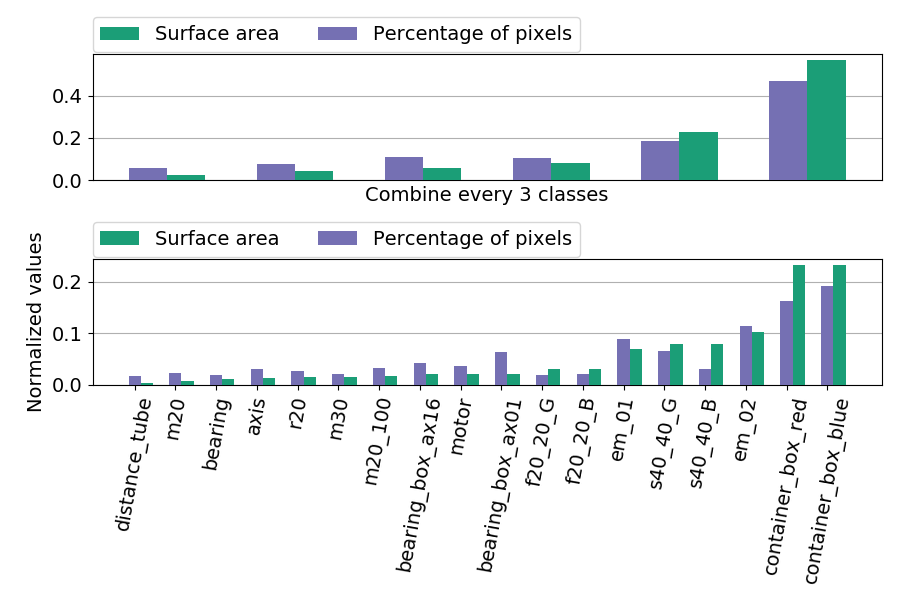 Surface area Percentage of pixels
0.4
0.2
0.0
Combine every 3 classes
Surface area Percentage of pixels
Normalized values
0.2
0.1
0.0
distance_tube
m20
bearing
axis
r20
m30
m20_100
bearing_box_ax16
motor
bearing_box_ax01
f20_20_G
f20_20_B
em_01
s40_40_G
s40_40_B
em_02
container_box_red
container_box_blue